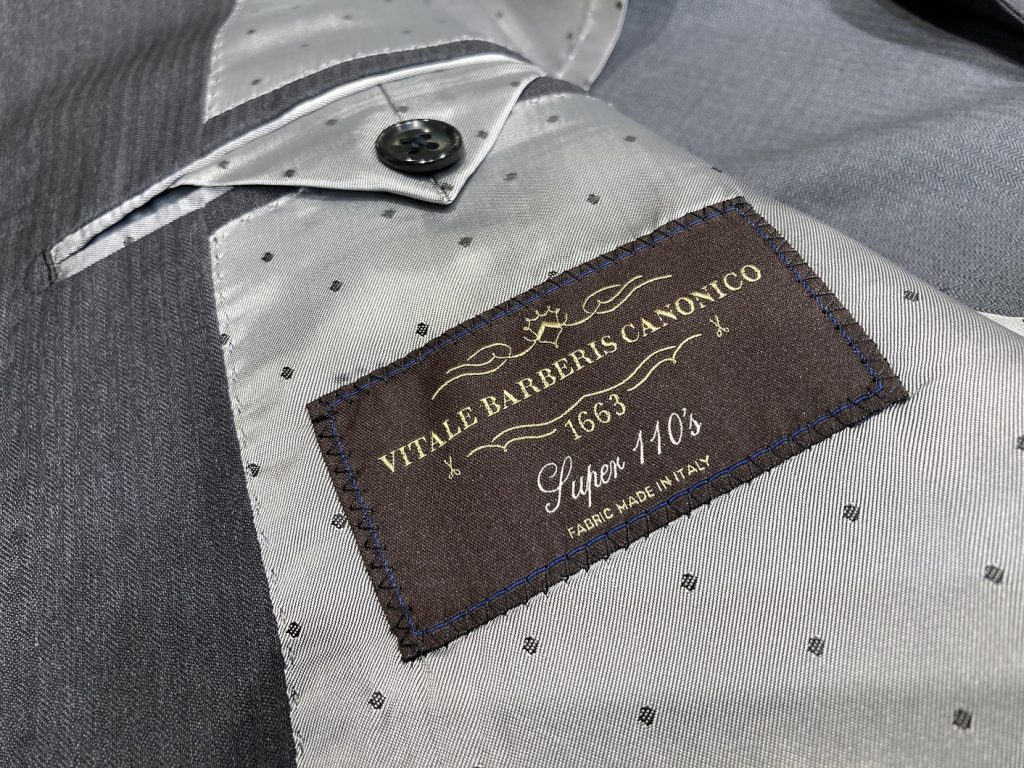 VITALE BARBERIS CANONICO
1663
Super 110's
FABRIC MADE IN ITALY